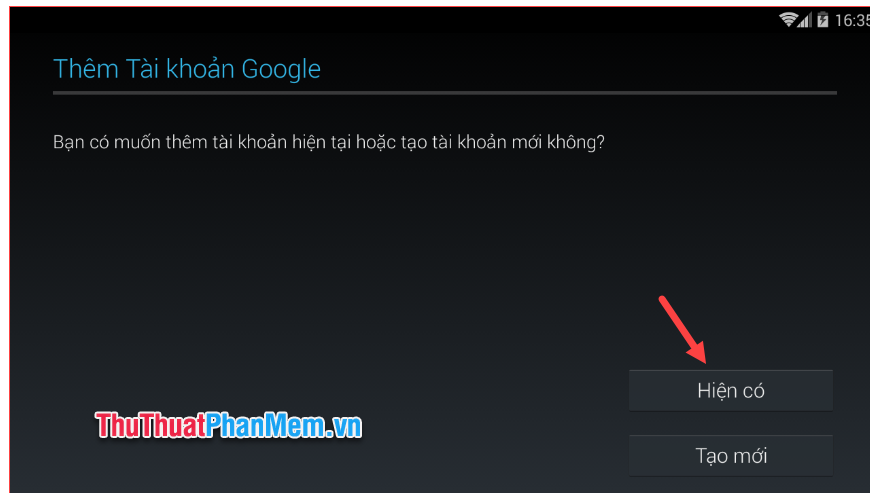 16:35
Thêm Tài khoản Google
Bạn có muốn thêm tài khoản hiện tại hoặc tạo tài khoản mới không?
Hiện có
ThuThuatPhanMem.vn
Tạo mới